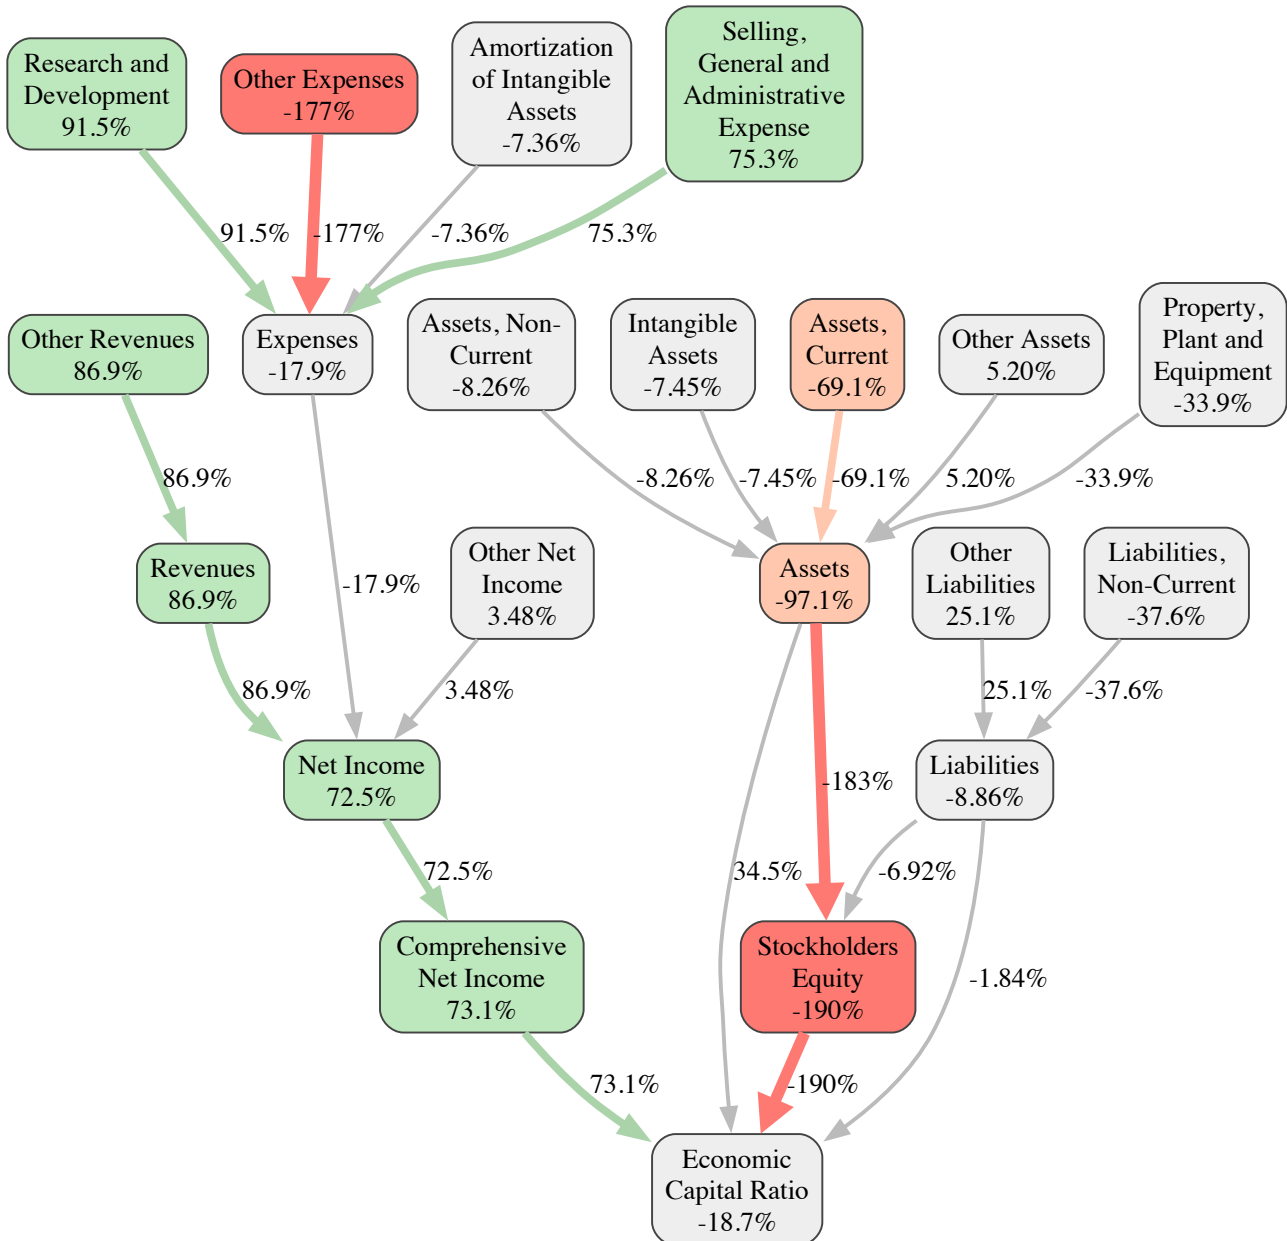 Research and
Development
91.5%
Other Expenses
-177%
Amortization
of Intangible
Assets
-7.36%
Selling,
General and
Administrative
Expense
75.3%
91.5%
-177%
-7.36%
75.3%
Other Revenues
86.9%
Expenses
-17.9%
Assets, Non-
Current
-8.26%
Intangible
Assets
-7.45%
Assets,
Current
-69.1%
Other Assets
5.20%
Property,
Plant and
Equipment
-33.9%
86.9%
-8.26%
-7.45%
-69.1%
5.20%
-33.9%
Revenues
86.9%
-17.9%
Other Net
Income
3.48%
Assets
-97.1%
Other
Liabilities
25.1%
Liabilities,
Non-Current
-37.6%
86.9%
3.48%
25.1%
-37.6%
Net Income
72.5%
-183%
Liabilities
-8.86%
72.5%
34.5%
-6.92%
Comprehensive
Net Income
73.1%
Stockholders
Equity
-190%
-1.84%
73.1%
-190%
Economic
Capital Ratio
-18.7%